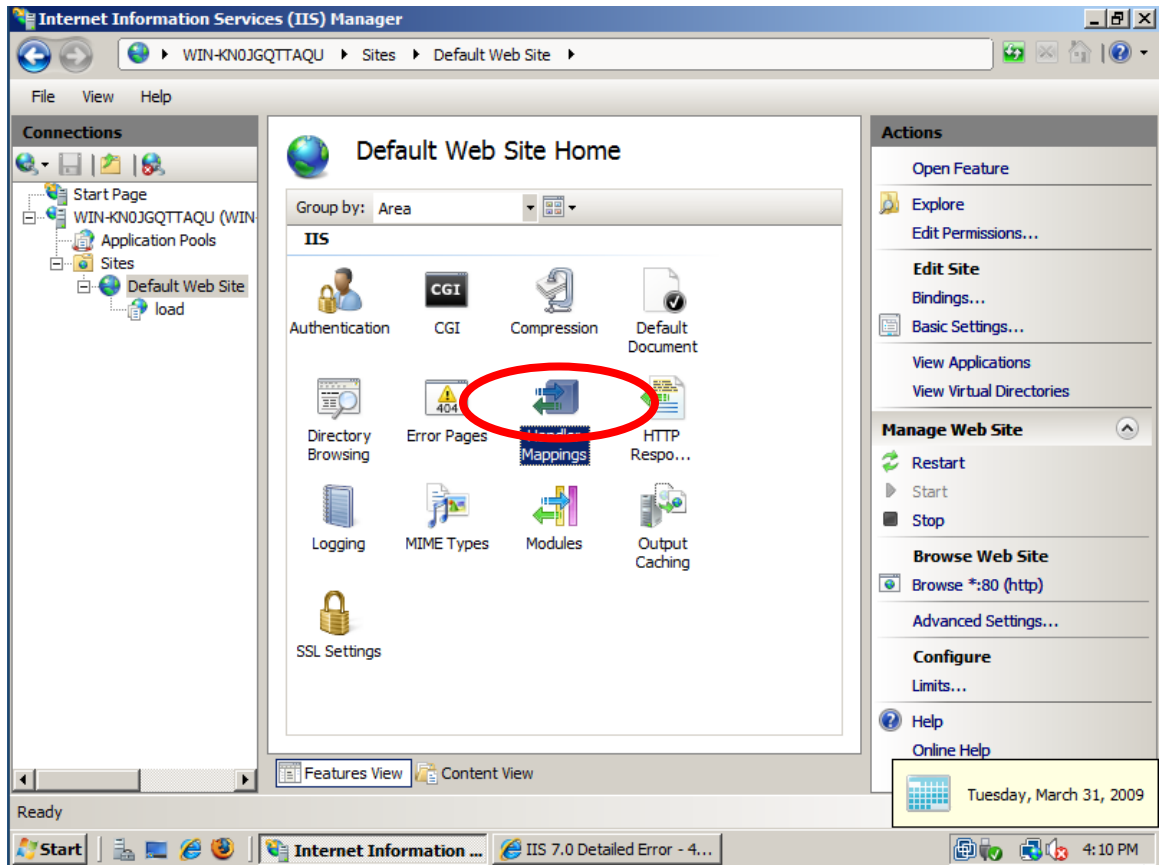 Internet Information Services (IIS) Manager
WIN-KN0JGQTTAQU Sites Default Web Site
File View Help
Connections
Start Page
WIN-KN0JGQTTAQU (WIN-
Application Pools
Sites
Default Web Site
load
Default Web Site Home
Group by: Area
IIS
Authentication
CGI
Compression
Default
Document
Directory
Browsing
Error Pages
404
Handler
Mappings
HTTP
Respo...
Logging
MIME Types
Modules
Output
Caching
SSL Settings
Features View
Content View
Actions
Open Feature
Explore
Edit Permissions...
Edit Site
Bindings...
Basic Settings...
View Applications
View Virtual Directories
Manage Web Site
Restart
Start
Stop
Browse Web Site
Browse *:80 (http)
Advanced Settings...
Configure
Limits...
Help
Online Help
Tuesday, March 31, 2009
Ready
Start
Internet Information ...
IIS 7.0 Detailed Error - 4...
4:10 PM